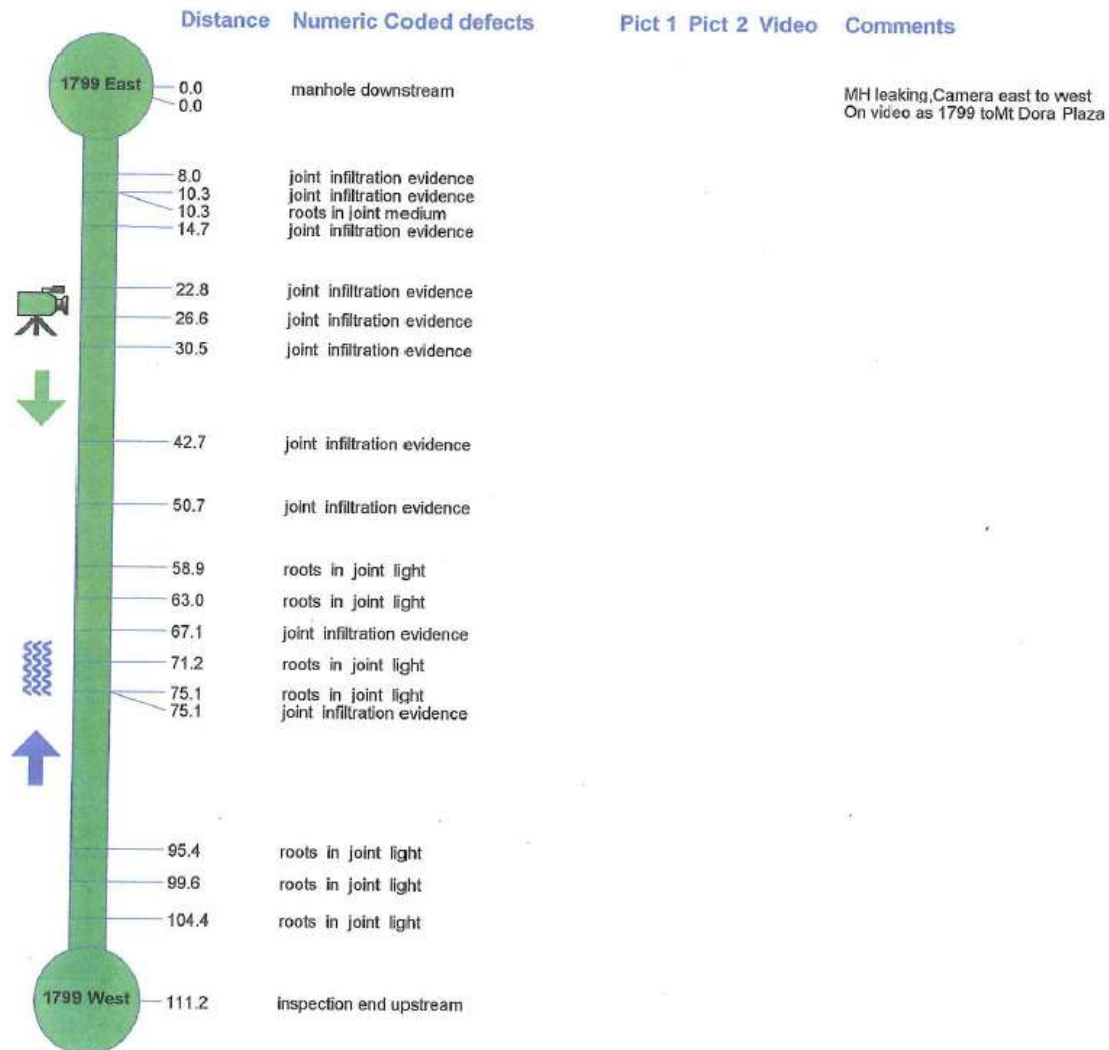 Distance Numeric Coded defects Pict 1 Pict 2 Video Comments
1799 East
0.0 manhole downstream MH leaking,Camera east to west
0.0 On video as 1799 toMt Dora Plaza
8.0 joint infiltration evidence
10.3 joint infiltration evidence
10.3 roots in joint medium
14.7 joint infiltration evidence
22.8 joint infiltration evidence
26.6 joint infiltration evidence
30.5 joint infiltration evidence
42.7 joint infiltration evidence
50.7 joint infiltration evidence
58.9 roots in joint light
63.0 roots in joint light
67.1 joint infiltration evidence
71.2 roots in joint light
75.1 roots in joint light
75.1 joint infiltration evidence
95.4 roots in joint light
99.6 roots in joint light
104.4 roots in joint light
1799 West 111.2 inspection end upstream